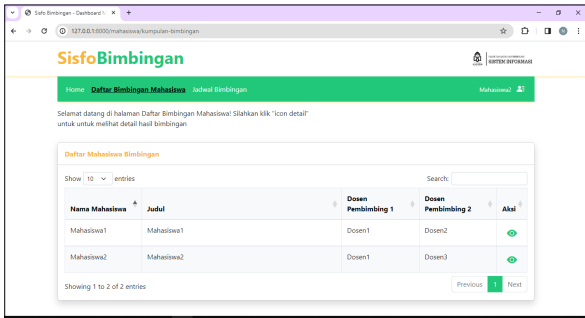 Sisfo Bimbingan - Dashboard
127.0.0.1:8000/mahasiswa/kumpulan-bimbingan
SisfoBimbingan
SISTEM INFORMASI
Home Daftar Bimbingan Mahasiswa Jadwal Bimbingan Mahasiswa2
Selamat datang di halaman Daftar Bimbingan Mahasiswa! Silahkan klik "icon detail"
untuk untuk melihat detail hasil bimbingan
Daftar Mahasiswa Bimbingan
Show 10 entries Search:
Nama Mahasiswa Judul Dosen Pembimbing 1 Dosen Pembimbing 2 Aksi
Mahasiswa1 Mahasiswa1 Dosen1 Dosen2
Mahasiswa2 Mahasiswa2 Dosen1 Dosen3
Showing 1 to 2 of 2 entries Previous 1 Next